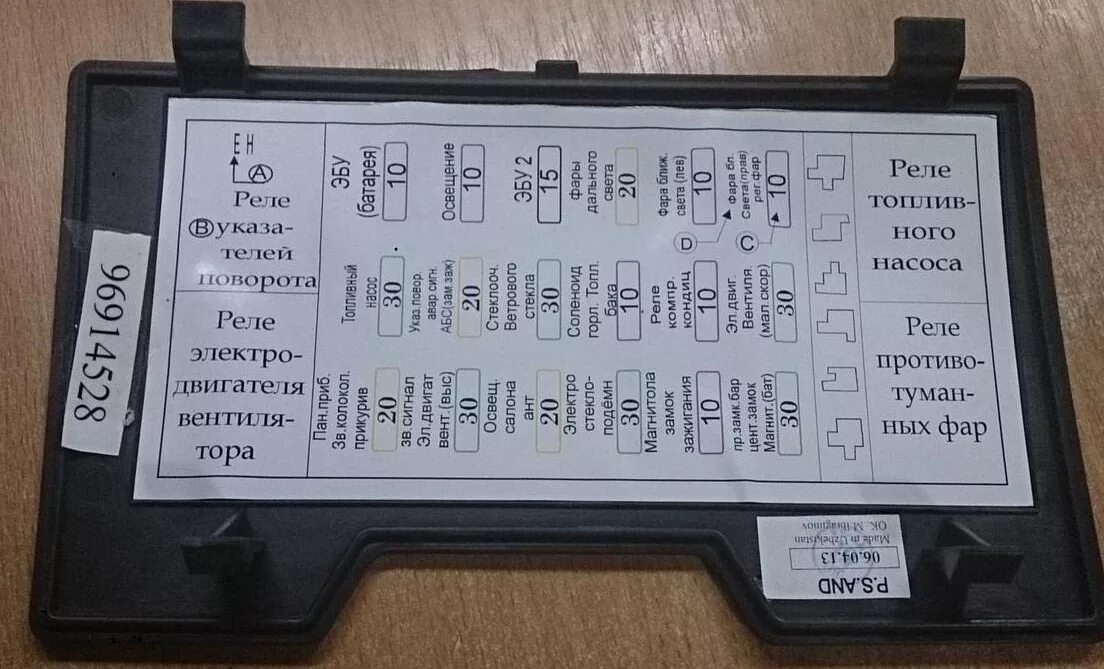 EH
A
Реле
B указа-
телей
поворота
Реле
электро-
двигателя
вентиля-
тора
ЭБУ
(батарея)
10
Освещение
10
ЭБУ 2
15
фары
дальнего
света
20
Фара ближ.
света (лев)
10
Фара бл.
Света(прав)
рег.фар
10
D
C
Топливный
насос
30
Указ.повор.
авар сигн.
АБС(зам заж)
20
Стеклооч.
Ветрового
стекла
30
Соленоид
горл. Топл.
бака
10
Реле
компр.
кондиц
10
Эл.двиг.
Вентиля.
(мал.скор)
30
Пан.приб.
Зв.колокол.
прикурив
20
зв.сигнал
Эл.двигат
вент.(выс)
30
Освещ.
салона
ант
20
Электро
стекло-
подёмн
30
Магнитола
замок
зажигания
10
пр.замк.бар
цент.замок
Магнит.(бат)
30
Реле
топлив-
ного
насоса
Реле
противо-
туман-
ных фар
96914528
P.S.AND
06.04.13
Made in Uzbekistan
OK M Ibragimov